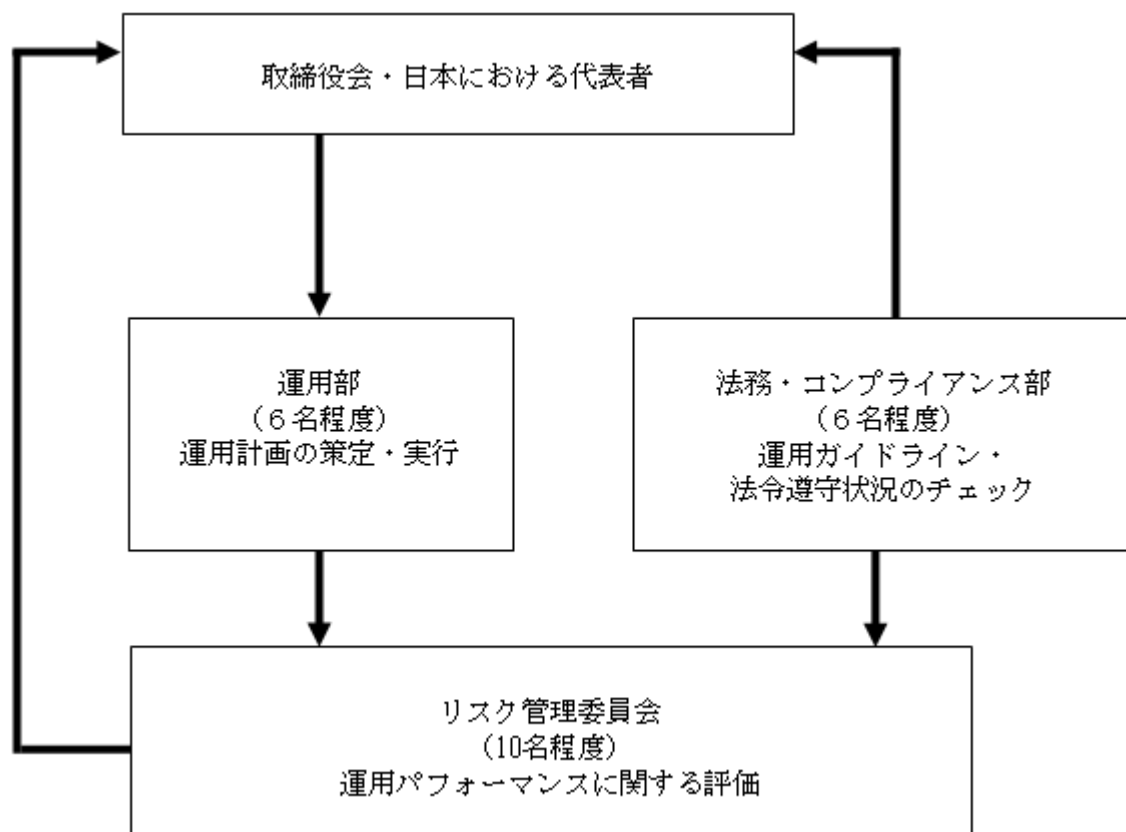 取締役会・日本における代表者
運用部
(６名程度)
運用計画の策定・実行
法務・コンプライアンス部
(６名程度)
運用ガイドライン・
法令遵守状況のチェック
リスク管理委員会
(10名程度)
運用パフォーマンスに関する評価